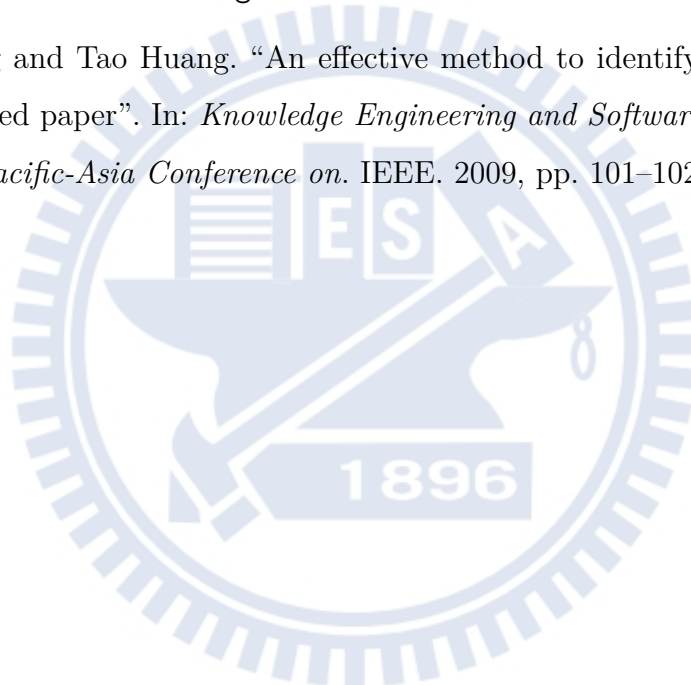 and Tao Huang. “An effective method to identify
ed paper”. In: Knowledge Engineering and Softwar
acific-Asia Conference on. IEEE. 2009, pp. 101–102
E S A
1896